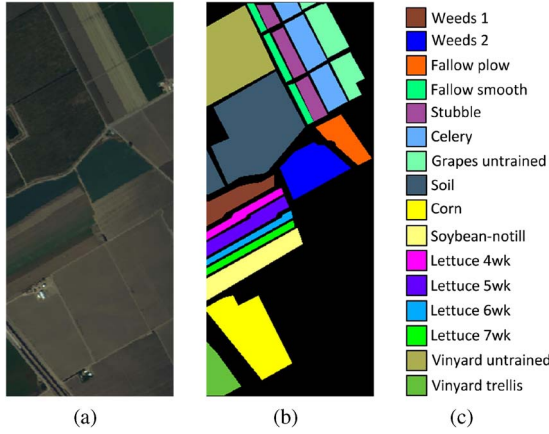 Weeds 1
Weeds 2
Fallow plow
Fallow smooth
Stubble
Celery
Grapes untrained
Soil
Corn
Soybean-notill
Lettuce 4wk
Lettuce 5wk
Lettuce 6wk
Lettuce 7wk
Vinyard untrained
Vinyard trellis
(a) (b) (c)